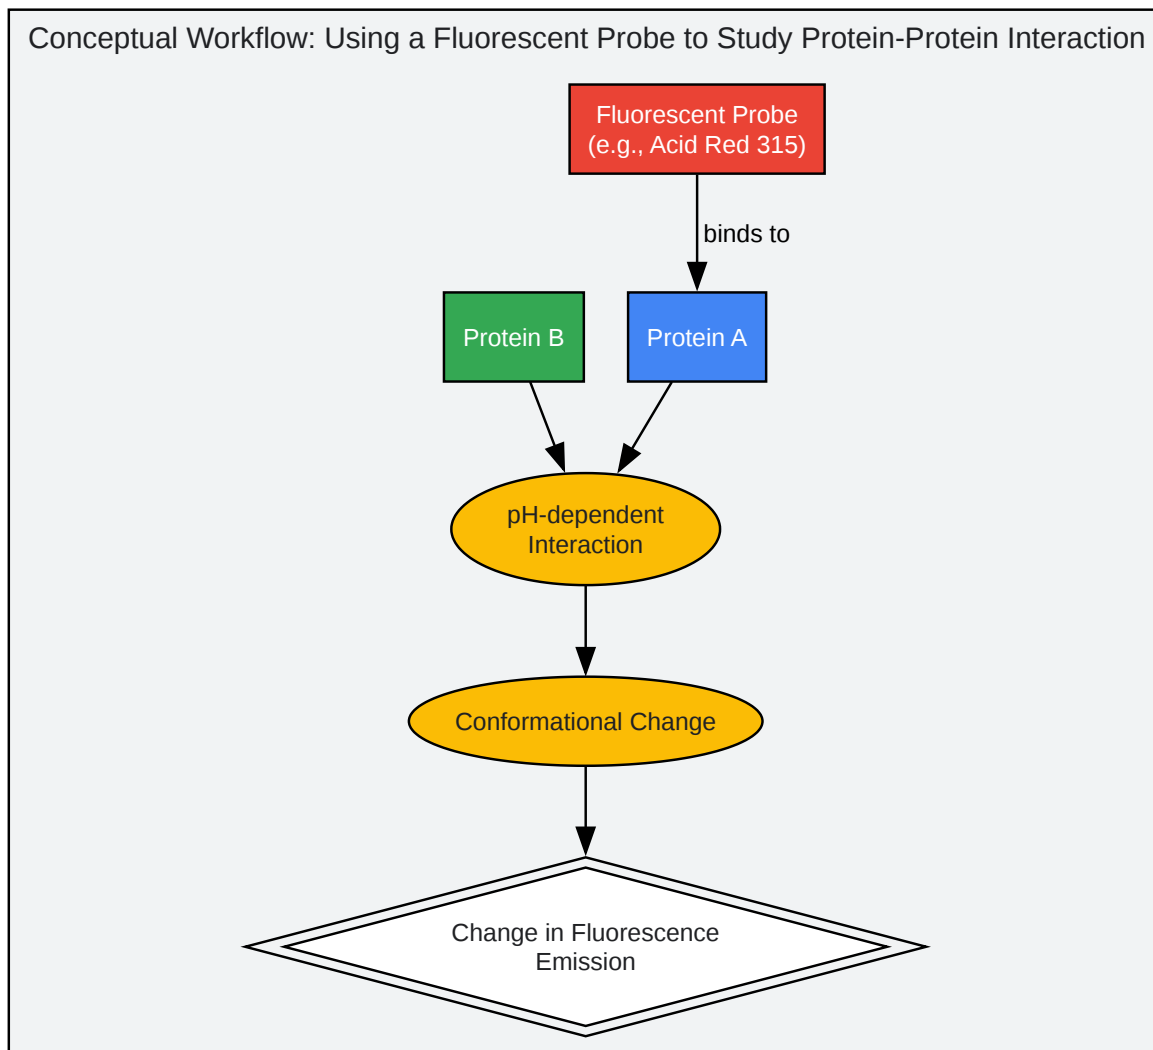 Conceptual Workflow: Using a Fluorescent Probe to Study Protein-Protein Interaction
Fluorescent Probe
(e.g., Acid Red 315)
binds to
Protein B
Protein A
pH-dependent
Interaction
Conformational Change
Change in Fluorescence
Emission